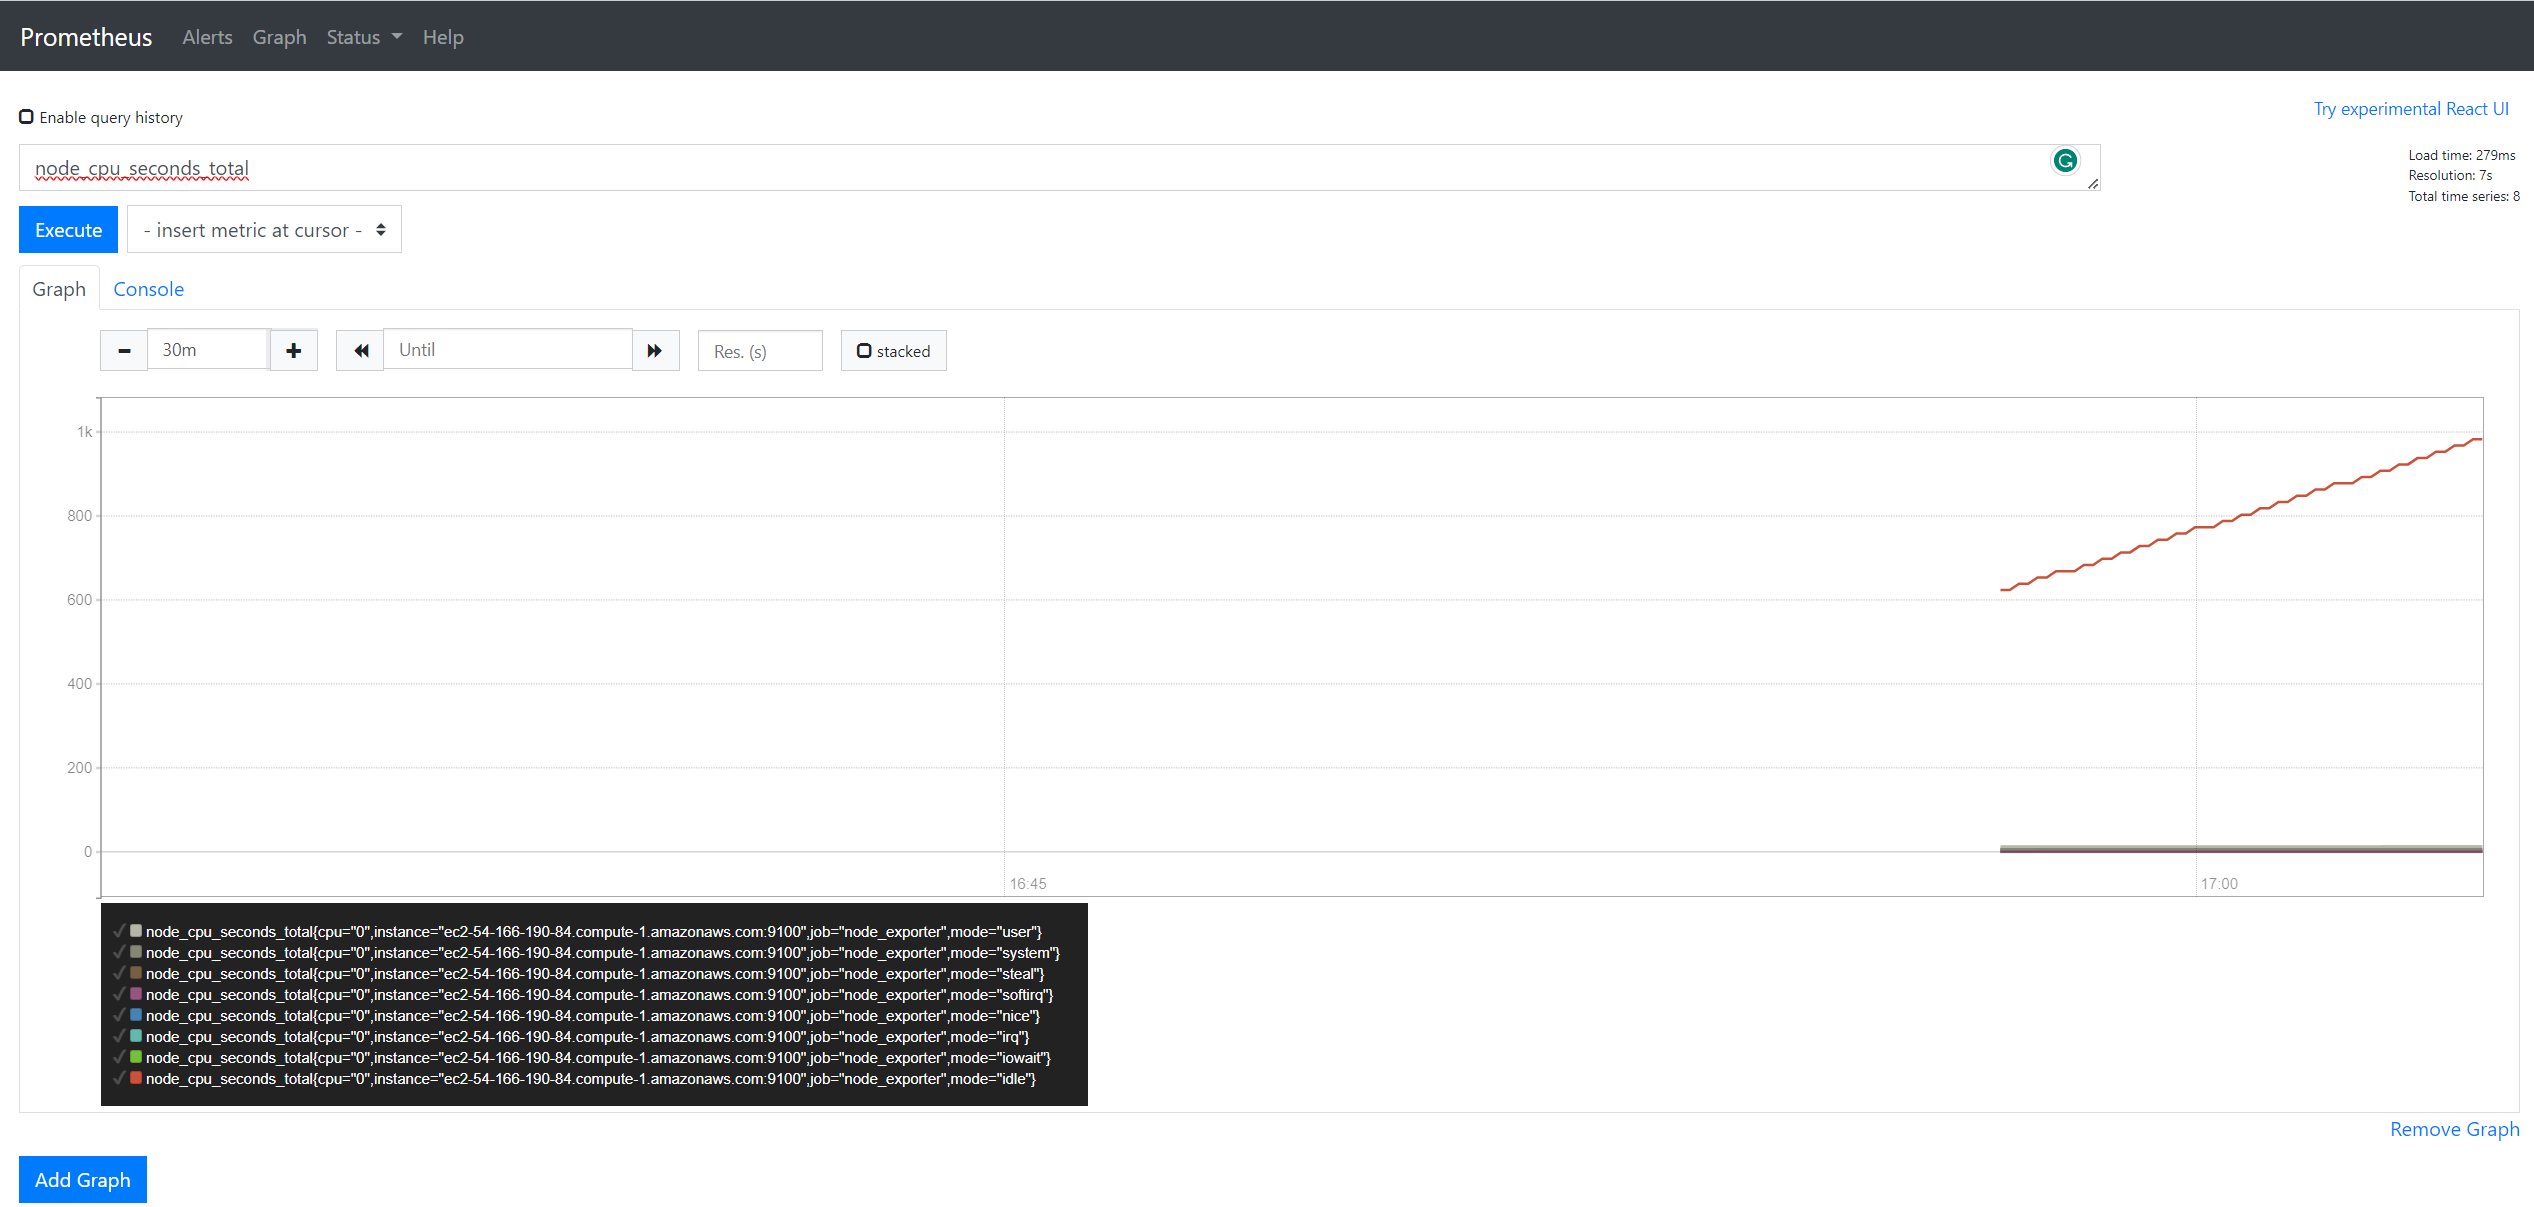 Prometheus Alerts Graph Status Help
Enable query history
Try experimental React UI
node_cpu_seconds_total
Load time: 279ms
Resolution: 7s
Total time series: 8
Execute
- insert metric at cursor -
Graph Console
30m Until Res. (s) stacked
1k
800
600
400
200
0
16:45 17:00
node_cpu_seconds_total{cpu="0",instance="ec2-54-166-190-84.compute-1.amazonaws.com:9100",job="node_exporter",mode="user"}
node_cpu_seconds_total{cpu="0",instance="ec2-54-166-190-84.compute-1.amazonaws.com:9100",job="node_exporter",mode="system"}
node_cpu_seconds_total{cpu="0",instance="ec2-54-166-190-84.compute-1.amazonaws.com:9100",job="node_exporter",mode="steal"}
node_cpu_seconds_total{cpu="0",instance="ec2-54-166-190-84.compute-1.amazonaws.com:9100",job="node_exporter",mode="softirq"}
node_cpu_seconds_total{cpu="0",instance="ec2-54-166-190-84.compute-1.amazonaws.com:9100",job="node_exporter",mode="nice"}
node_cpu_seconds_total{cpu="0",instance="ec2-54-166-190-84.compute-1.amazonaws.com:9100",job="node_exporter",mode="irq"}
node_cpu_seconds_total{cpu="0",instance="ec2-54-166-190-84.compute-1.amazonaws.com:9100",job="node_exporter",mode="iowait"}
node_cpu_seconds_total{cpu="0",instance="ec2-54-166-190-84.compute-1.amazonaws.com:9100",job="node_exporter",mode="idle"}
Remove Graph
Add Graph